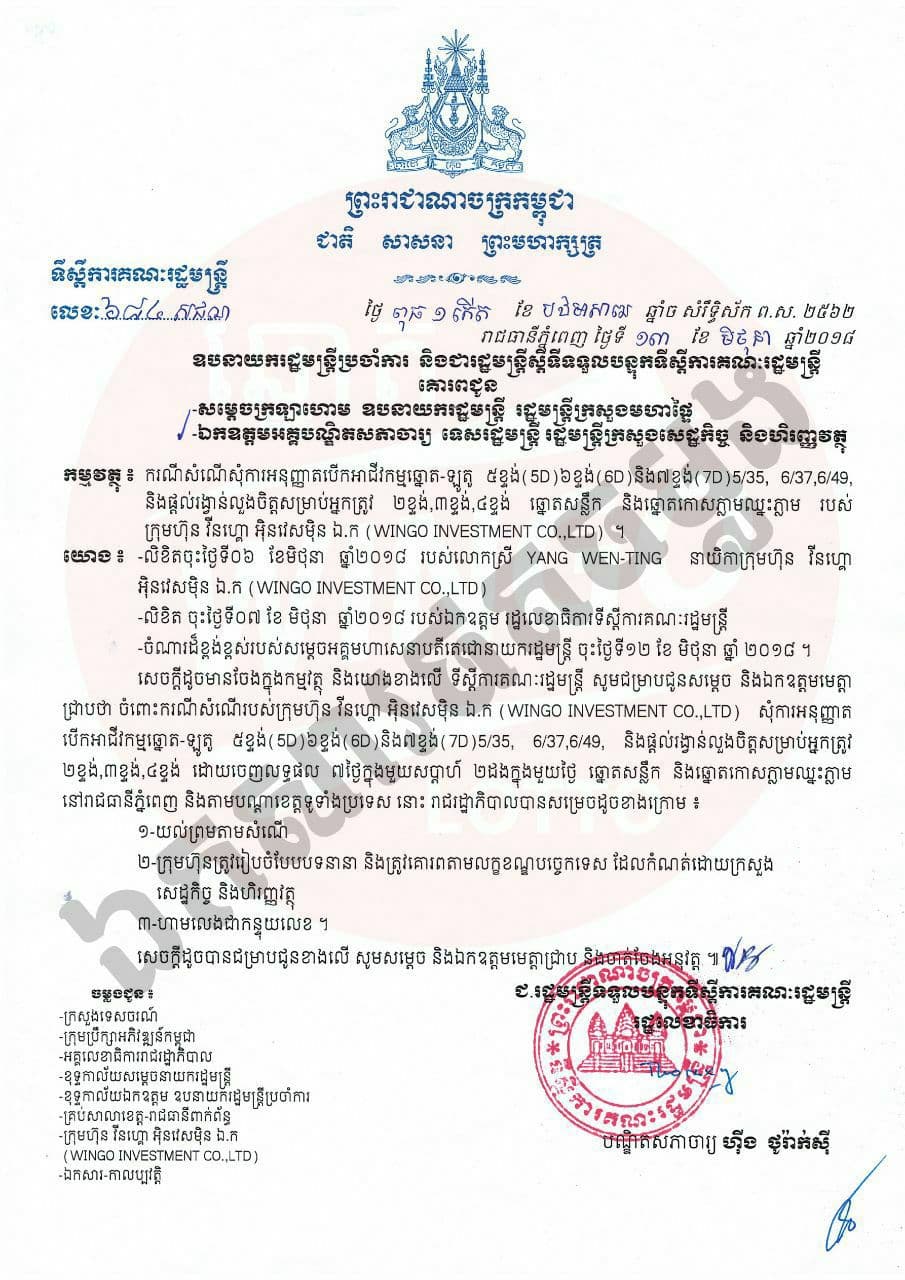 ព្រះរាជាណាចក្រកម្ពុជា
ជាតិ សាសនា ព្រះមហាក្សត្រ
ទីស្តីការគណៈរដ្ឋមន្ត្រី
លេខ: ៦៨៤ សជណ
ថ្ងៃ ពុធ ១ កើត ខែ បឋមាសាឍ ឆ្នាំច សំរឹទ្ធិស័ក ព.ស. ២៥៦២
រាជធានីភ្នំពេញ ថ្ងៃទី ១៣ ខែ មិថុនា ឆ្នាំ២០១៨
ឧបនាយករដ្ឋមន្ត្រីប្រចាំការ និងជារដ្ឋមន្ត្រីស្តីទីទទួលបន្ទុកទីស្តីការគណៈរដ្ឋមន្ត្រី
គោរពជូន
-សម្តេចក្រឡាហោម ឧបនាយករដ្ឋមន្ត្រី រដ្ឋមន្ត្រីក្រសួងមហាផ្ទៃ
-ឯកឧត្តមអគ្គបណ្ឌិតសភាចារ្យ ទេសរដ្ឋមន្ត្រី រដ្ឋមន្ត្រីក្រសួងសេដ្ឋកិច្ច និងហិរញ្ញវត្ថុ
កម្មវត្ថុ ៖ ករណីសំណើសុំការអនុញ្ញាតបើកអាជីវកម្មឆ្នោត-ឡូតូ ៥ខ្ទង់(5D)៦ខ្ទង់(6D)និង៧ខ្ទង់(7D)5/35, 6/37,6/49,
និងផ្តល់រង្វាន់លួងចិត្តសម្រាប់អ្នកត្រូវ ២ខ្ទង់,៣ខ្ទង់,៤ខ្ទង់ ឆ្នោតសន្លឹក និងឆ្នោតកោសភ្លាមឈ្នះភ្លាម របស់
ក្រុមហ៊ុន វីនហ្គោ អ៊ិនវេសម៉ិន ឯ.ក (WINGO INVESTMENT CO.,LTD) ។
យោង ៖ -លិខិតចុះថ្ងៃទី០៦ ខែមិថុនា ឆ្នាំ២០១៨ របស់លោកស្រី YANG WEN-TING នាយិកាក្រុមហ៊ុន វីនហ្គោ
អ៊ិនវេសម៉ិន ឯ.ក (WINGO INVESTMENT CO.,LTD)
-លិខិត ចុះថ្ងៃទី០៧ ខែ មិថុនា ឆ្នាំ២០១៨ របស់ឯកឧត្តម រដ្ឋលេខាធិការទីស្តីការគណៈរដ្ឋមន្ត្រី
-ចំណារដ៏ខ្ពង់ខ្ពស់របស់សម្តេចអគ្គមហាសេនាបតីតេជោនាយករដ្ឋមន្ត្រី ចុះថ្ងៃទី១២ ខែ មិថុនា ឆ្នាំ ២០១៨ ។
សេចក្តីដូចមានចែងក្នុងកម្មវត្ថុ និងយោងខាងលើ ទីស្តីការគណៈរដ្ឋមន្ត្រី សូមជម្រាបជូនសម្តេច និងឯកឧត្តមមេត្តា
ជ្រាបថា ចំពោះករណីសំណើរបស់ក្រុមហ៊ុន វីនហ្គោ អ៊ិនវេសម៉ិន ឯ.ក (WINGO INVESTMENT CO.,LTD) សុំការអនុញ្ញាត
បើកអាជីវកម្មឆ្នោត-ឡូតូ ៥ខ្ទង់(5D)៦ខ្ទង់(6D)និង៧ខ្ទង់(7D)5/35, 6/37,6/49, និងផ្តល់រង្វាន់លួងចិត្តសម្រាប់អ្នកត្រូវ
២ខ្ទង់,៣ខ្ទង់,៤ខ្ទង់ ដោយចេញលទ្ធផល ៧ថ្ងៃក្នុងមួយសប្តាហ៍ ២ដងក្នុងមួយថ្ងៃ ឆ្នោតសន្លឹក និងឆ្នោតកោសភ្លាមឈ្នះភ្លាម
នៅរាជធានីភ្នំពេញ និងតាមបណ្តាខេត្តទូទាំងប្រទេស នោះ រាជរដ្ឋាភិបាលបានសម្រេចដូចខាងក្រោម ៖
១-យល់ព្រមតាមសំណើ
២-ក្រុមហ៊ុនត្រូវរៀបចំបែបបទនានា និងត្រូវគោរពតាមលក្ខខណ្ឌបច្ចេកទេស ដែលកំណត់ដោយក្រសួង
សេដ្ឋកិច្ច និងហិរញ្ញវត្ថុ
៣-ហាមលេងជាកន្ទុយលេខ ។
សេចក្តីដូចបានជម្រាបជូនខាងលើ សូមសម្តេច និងឯកឧត្តមមេត្តាជ្រាប និងចាត់ចែងអនុវត្ត ៕
ចម្លងជូន ៖
-ក្រសួងទេសចរណ៍
-ក្រុមប្រឹក្សាអភិវឌ្ឍន៍កម្ពុជា
-អគ្គលេខាធិការរាជរដ្ឋាភិបាល
-ខុទ្ទកាល័យសម្តេចនាយករដ្ឋមន្ត្រី
-ខុទ្ទកាល័យឯកឧត្តម ឧបនាយករដ្ឋមន្ត្រីប្រចាំការ
-គ្រប់សាលាខេត្ត-រាជធានីពាក់ព័ន្ធ
-ក្រុមហ៊ុន វីនហ្គោ អ៊ិនវេសម៉ិន ឯ.ក
(WINGO INVESTMENT CO.,LTD)
-ឯកសារ-កាលប្បវត្តិ
ជ.រដ្ឋមន្ត្រីទទួលបន្ទុកទីស្តីការគណៈរដ្ឋមន្ត្រី
រដ្ឋលេខាធិការ
បណ្ឌិតសភាចារ្យ ហ៊ីង ថូរ៉ាក់ស៊ី
ឯកសារផតចម្លង
LOTTO